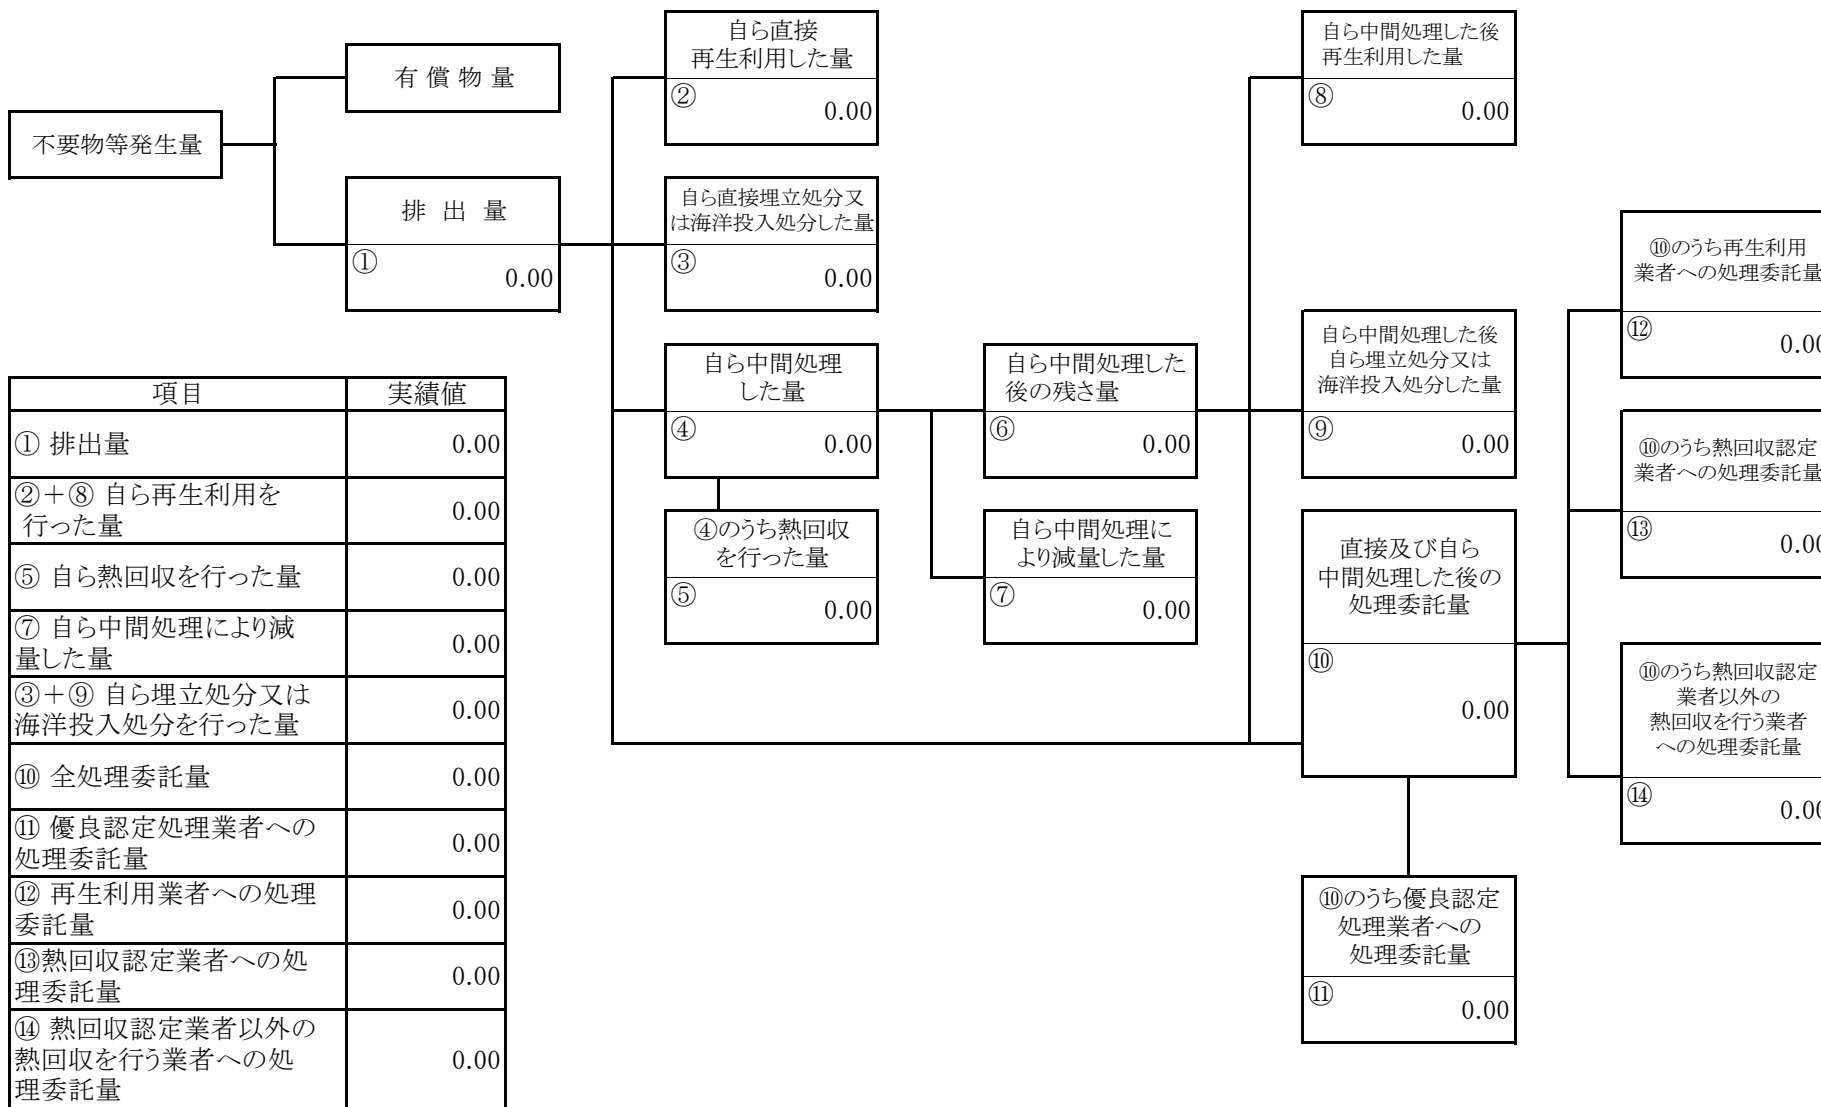 不要物等発生量
有 償 物 量
排 出 量
①
0.00
自ら直接
再生利用した量
②
0.00
自ら直接埋立処分又
は海洋投入処分した量
③
0.00
自ら中間処理
した量
④
0.00
④のうち熱回収
を行った量
⑤
0.00
自ら中間処理した
後の残さ量
⑥
0.00
自ら中間処理に
より減量した量
⑦
0.00
自ら中間処理した後
再生利用した量
⑧
0.00
自ら中間処理した後
自ら埋立処分又は
海洋投入処分した量
⑨
0.00
直接及び自ら
中間処理した後の
処理委託量
⑩
0.00
⑩のうち優良認定
処理業者への
処理委託量
⑪
0.00
⑩のうち再生利用
業者への処理委託量
⑫
0.00
⑩のうち熱回収認定
業者への処理委託量
⑬
0.00
⑩のうち熱回収認定
業者以外の
熱回収を行う業者
への処理委託量
⑭
0.00
項目 実績値
① 排出量 0.00
②+⑧ 自ら再生利用を
行った量 0.00
⑤ 自ら熱回収を行った量 0.00
⑦ 自ら中間処理により減
量した量 0.00
③+⑨ 自ら埋立処分又は
海洋投入処分を行った量 0.00
⑩ 全処理委託量 0.00
⑪ 優良認定処理業者への
処理委託量 0.00
⑫ 再生利用業者への処理
委託量 0.00
⑬熱回収認定業者への処
理委託量 0.00
⑭ 熱回収認定業者以外の
熱回収を行う業者への処
理委託量 0.00